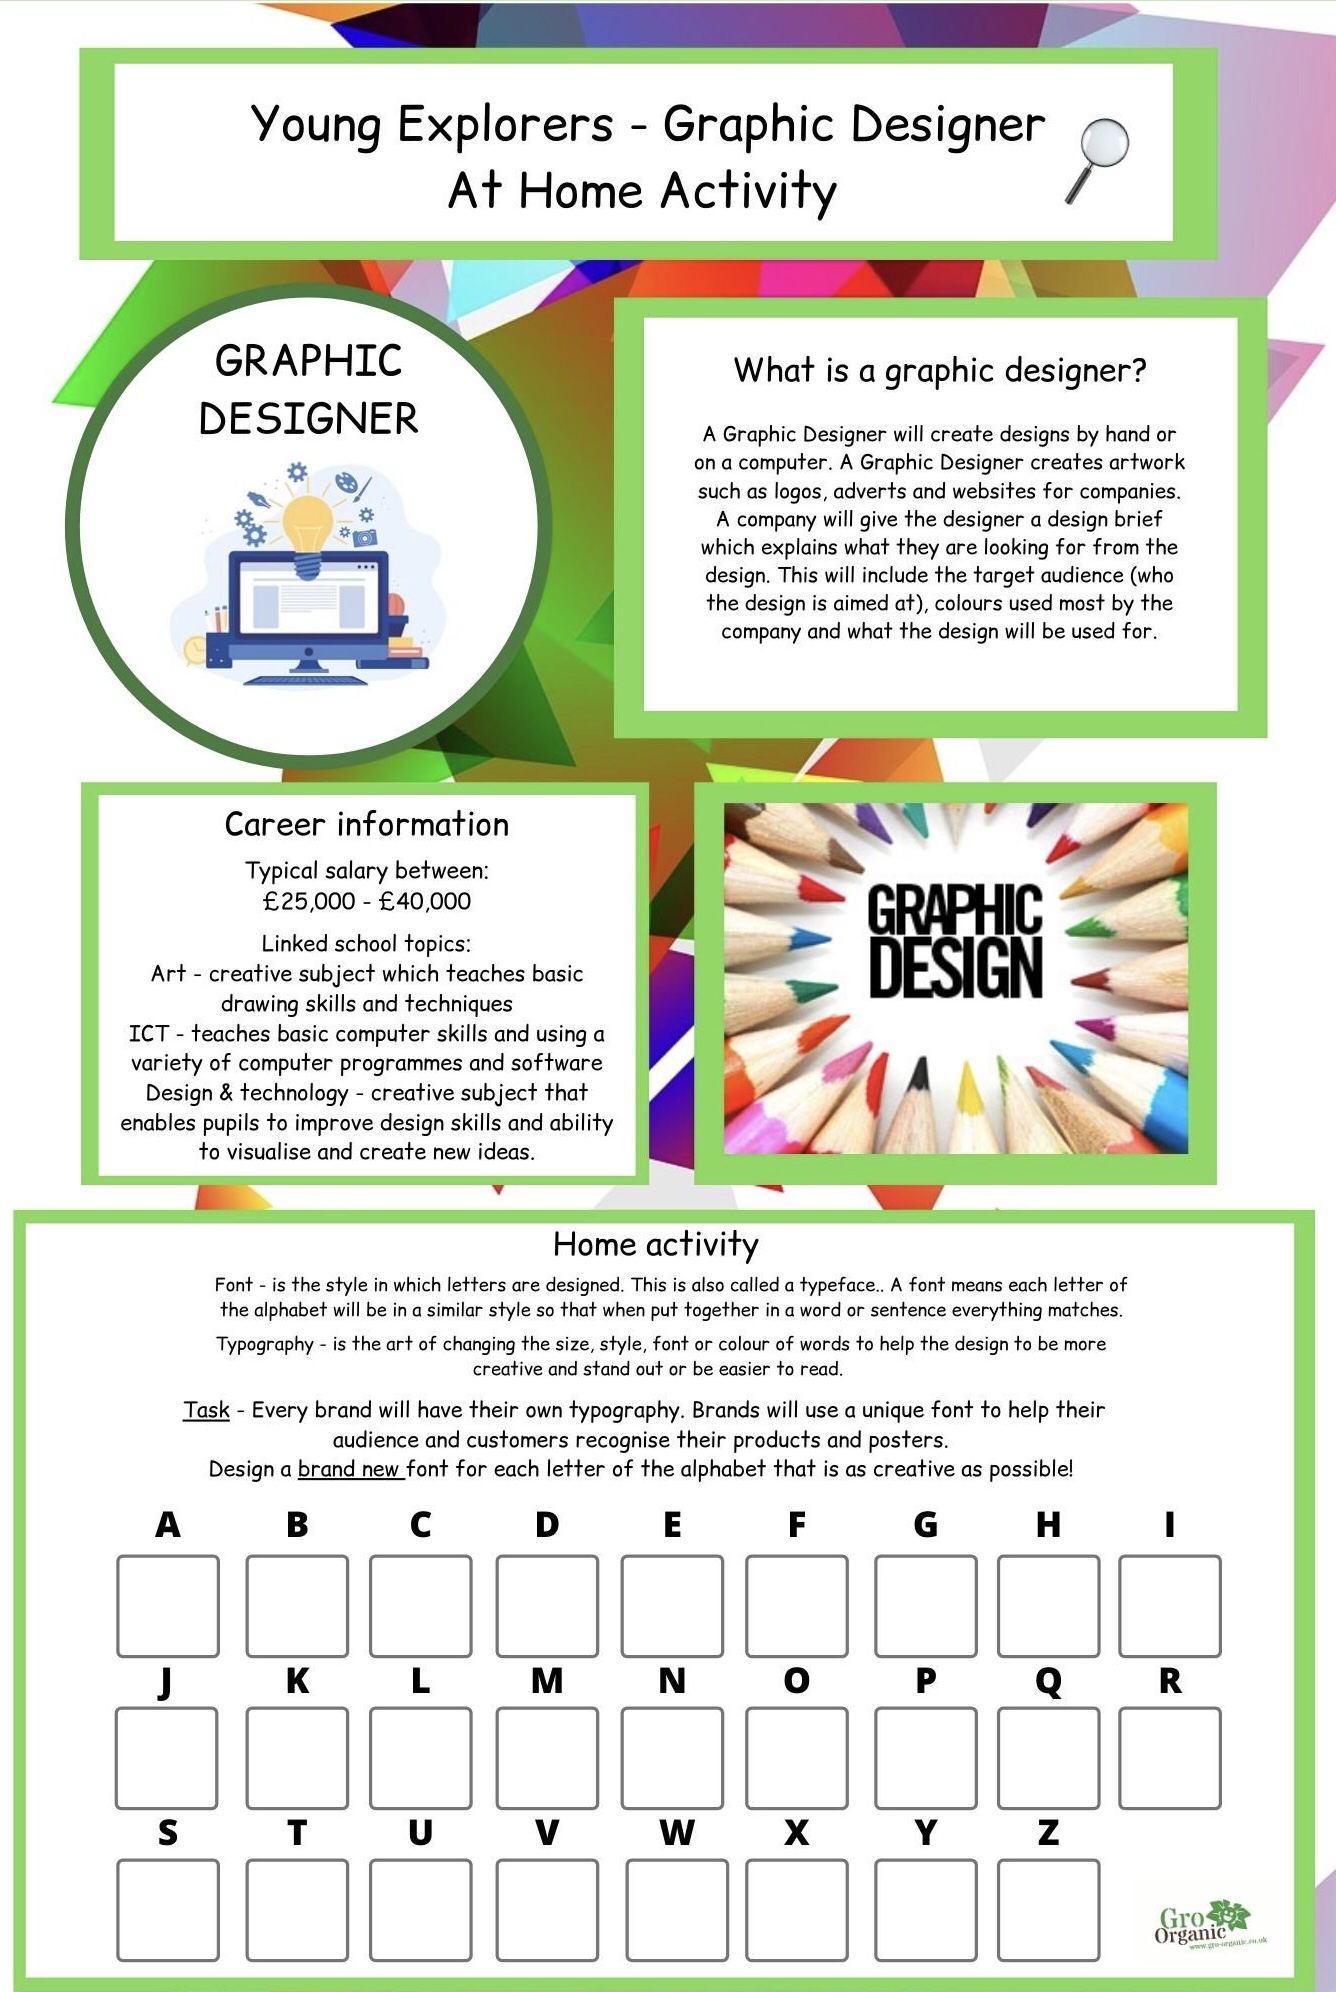 Young Explorers - Graphic Designer
At Home Activity
GRAPHIC
DESIGNER
What is a graphic designer?
A Graphic Designer will create designs by hand or
on a computer. A Graphic Designer creates artwork
such as logos, adverts and websites for companies.
A company will give the designer a design brief
which explains what they are looking for from the
design. This will include the target audience (who
the design is aimed at), colours used most by the
company and what the design will be used for.
Career information
Typical salary between:
£25,000 - £40,000
Linked school topics:
Art - creative subject which teaches basic
drawing skills and techniques
ICT - teaches basic computer skills and using a
variety of computer programmes and software
Design & technology - creative subject that
enables pupils to improve design skills and ability
to visualise and create new ideas.
GRAPHIC
DESIGN
Home activity
Font - is the style in which letters are designed. This is also called a typeface.. A font means each letter of
the alphabet will be in a similar style so that when put together in a word or sentence everything matches.
Typography - is the art of changing the size, style, font or colour of words to help the design to be more
creative and stand out or be easier to read.
Task - Every brand will have their own typography. Brands will use a unique font to help their
audience and customers recognise their products and posters.
Design a brand new font for each letter of the alphabet that is as creative as possible!
A B C D E F G H I
J K L M N O P Q R
S T U V W X Y Z
Gro
Organic
www.gro-organic.co.uk